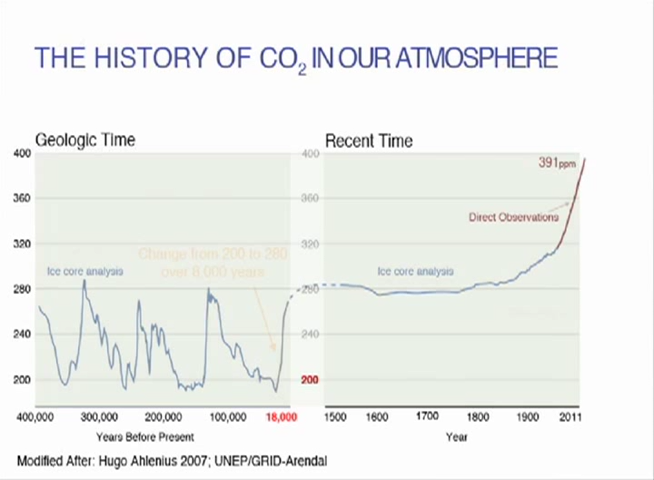 THE HISTORY OF CO2 IN OUR ATMOSPHERE
Geologic Time
Recent Time
400
360
320
280
240
200
400
360
320
280
240
200
391ppm
Direct Observations
Change from 200 to 280
over 8,000 years
Ice core analysis
Ice core analysis
400,000 300,000 200,000 100,000 18,000
1500 1600 1700 1800 1900 2011
Years Before Present
Year
Modified After: Hugo Ahlenius 2007; UNEP/GRID-Arendal